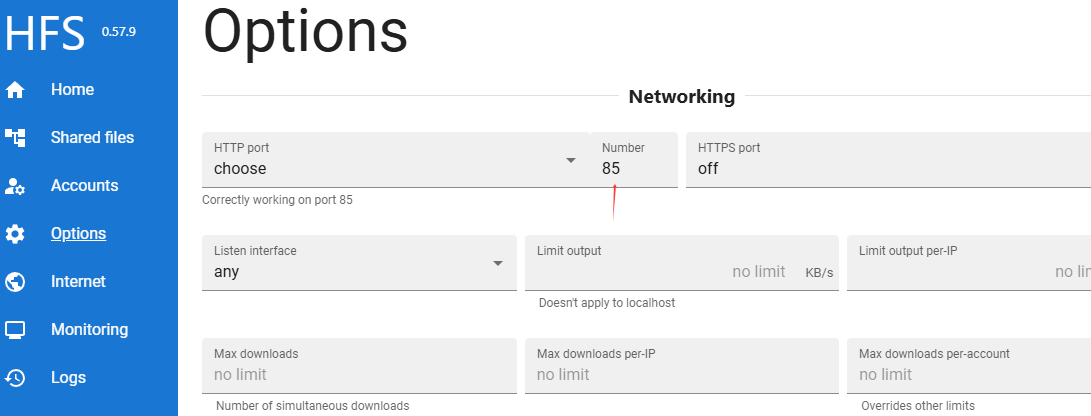 HFS 0.57.9
Home
Shared files
Accounts
Options
Internet
Monitoring
Logs
Options
Networking
HTTP port
choose
Number
85
HTTPS port
off
Correctly working on port 85
Listen interface
any
Limit output
no limit KB/s
Limit output per-IP
no lin
Doesn't apply to localhost
Max downloads
no limit
Max downloads per-IP
no limit
Max downloads per-account
no limit
Number of simultaneous downloads
Overrides other limits